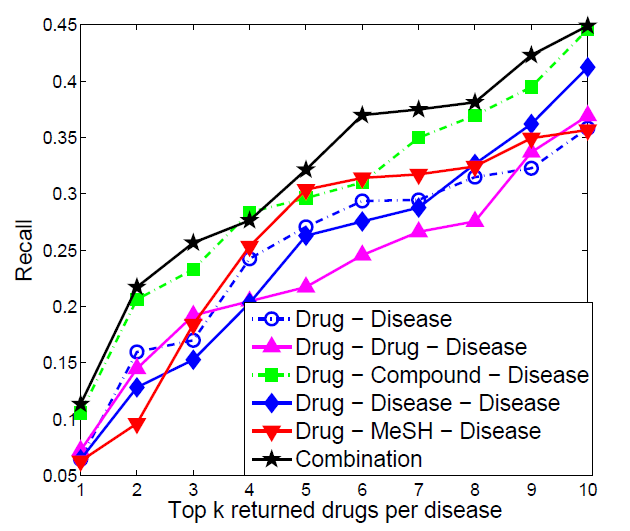 0.45
0.4
0.35
0.3
0.25
0.2
0.15
0.1
0.05
Recall
Drug − Disease
Drug − Drug − Disease
Drug − Compound − Disease
Drug − Disease − Disease
Drug − MeSH − Disease
Combination
1 2 3 4 5 6 7 8 9 10
Top k returned drugs per disease